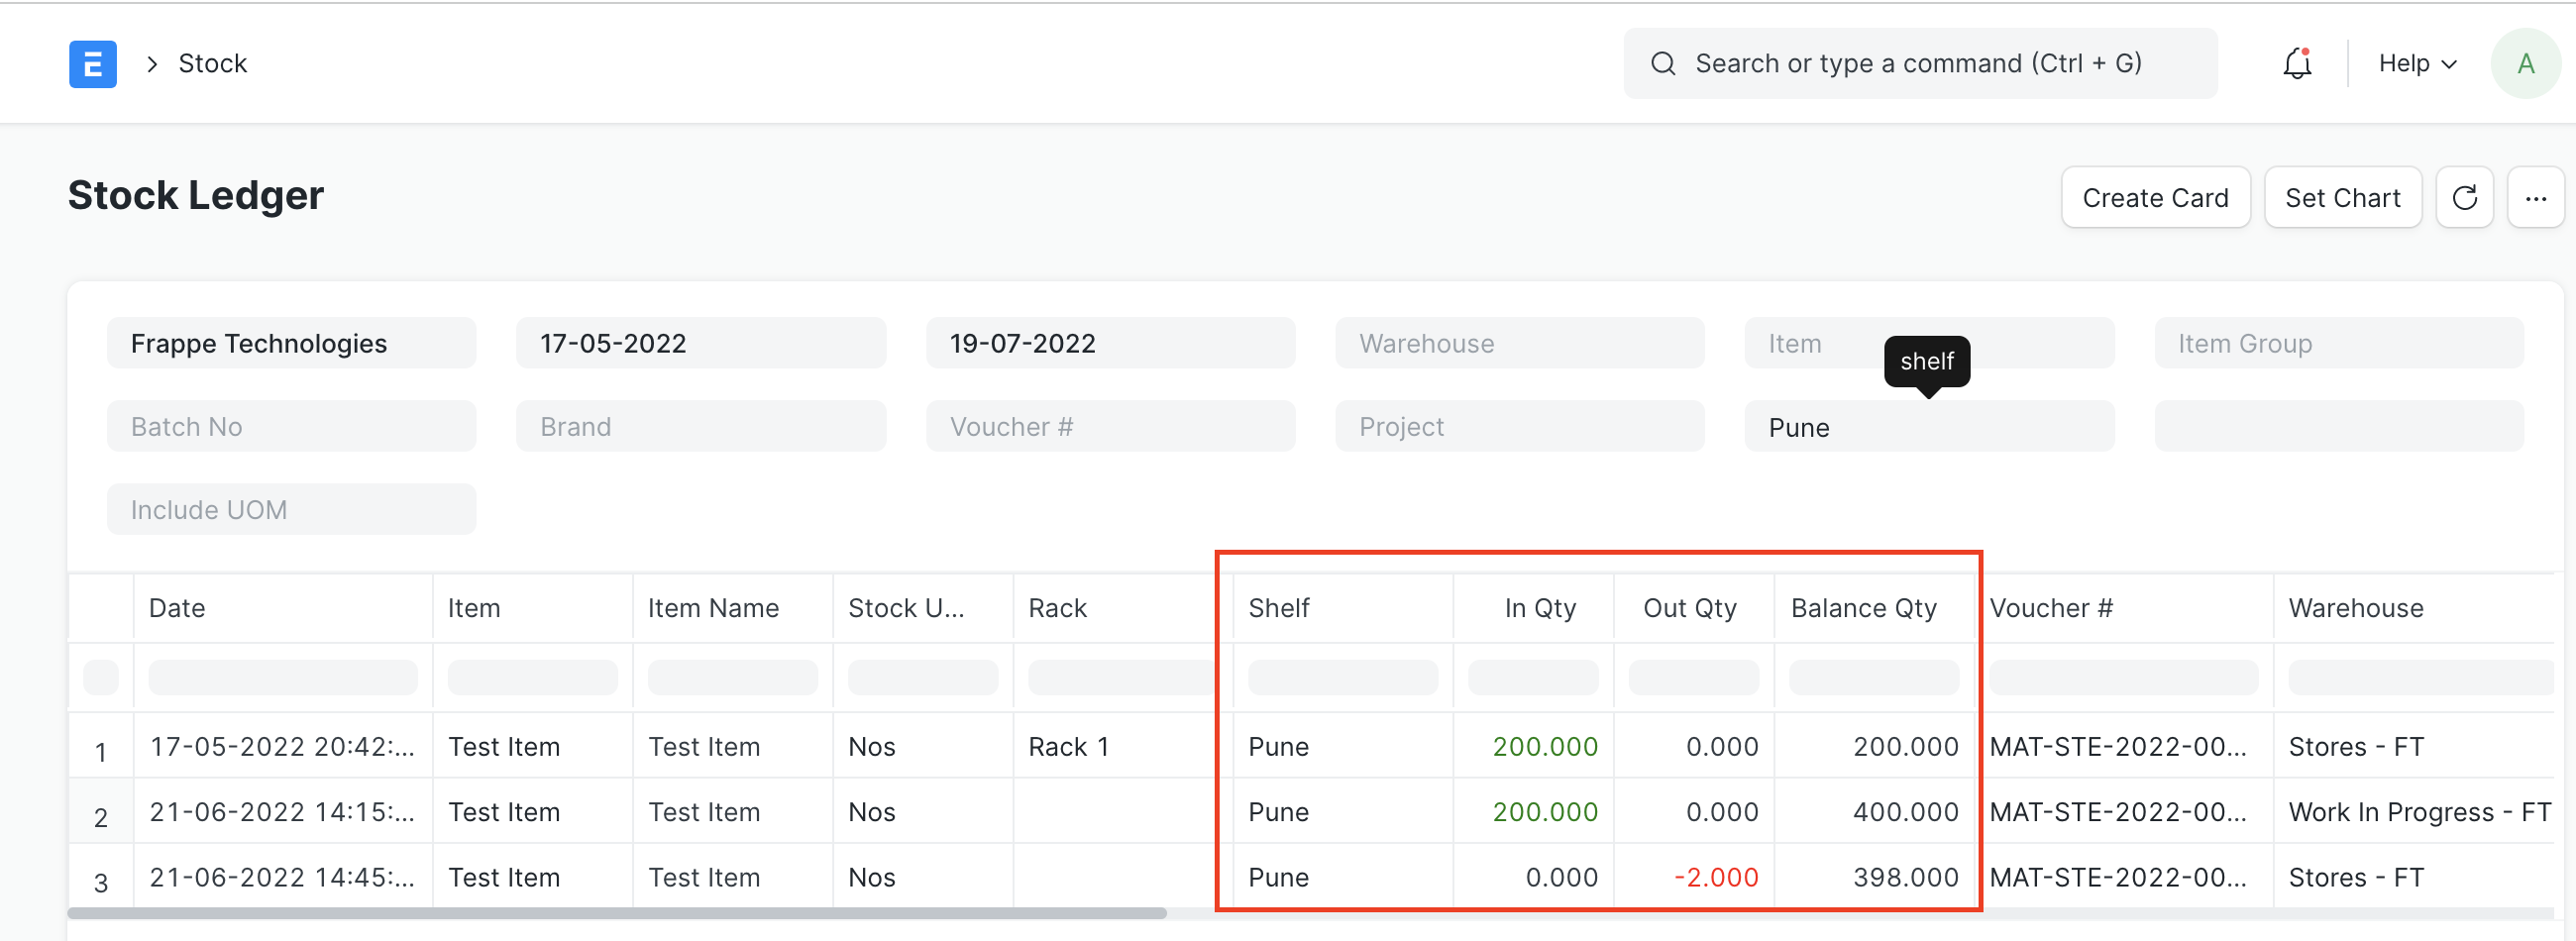 E > Stock Search or type a command (Ctrl + G) Help A
Stock Ledger Create Card Set Chart ...
Frappe Technologies 17-05-2022 19-07-2022 Warehouse Item Item Group
shelf
Batch No Brand Voucher # Project Pune
Include UOM
Date Item Item Name Stock U... Rack Shelf In Qty Out Qty Balance Qty Voucher # Warehouse
1 17-05-2022 20:42:... Test Item Test Item Nos Rack 1 Pune 200.000 0.000 200.000 MAT-STE-2022-00... Stores - FT
2 21-06-2022 14:15:... Test Item Test Item Nos Pune 200.000 0.000 400.000 MAT-STE-2022-00... Work In Progress - FT
3 21-06-2022 14:45:... Test Item Test Item Nos Pune 0.000 -2.000 398.000 MAT-STE-2022-00... Stores - FT